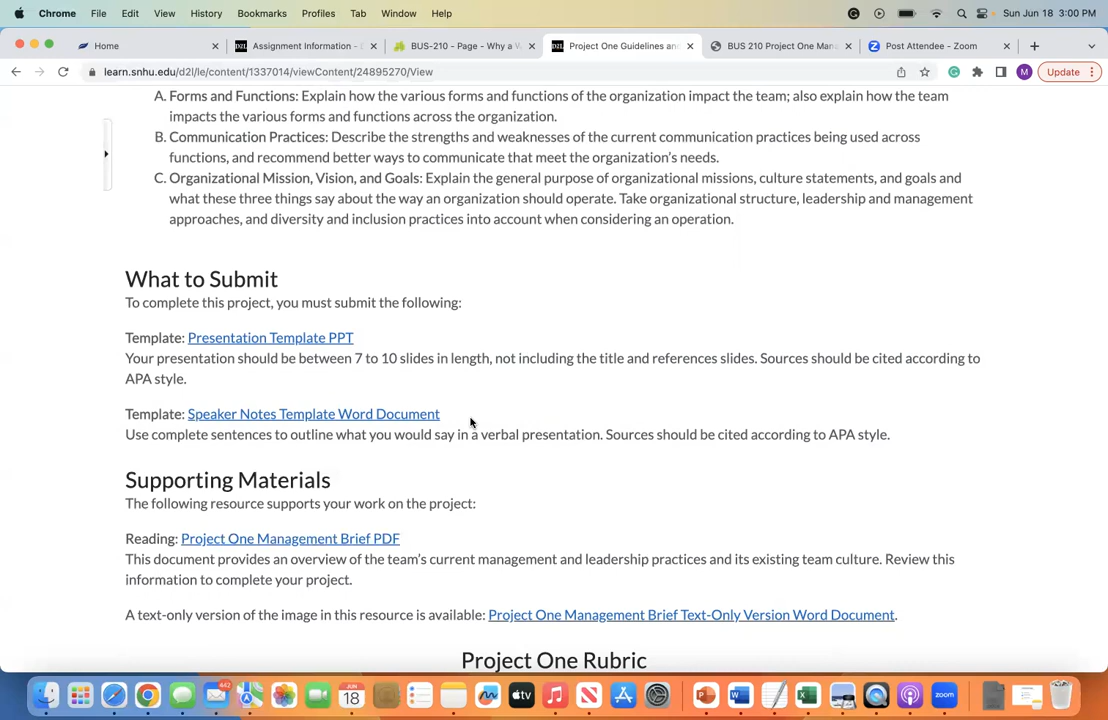 Chrome File Edit View History Bookmarks Profiles Tab Window Help Sun Jun 18 3:00 PM
Home D2L Assignment Information - BUS-210 - Page - Why a D2L Project One Guidelines and BUS 210 Project One Man Post Attendee - Zoom
learn.snhu.edu/d2l/le/content/1337014/viewContent/24895270/View M Update
A. Forms and Functions: Explain how the various forms and functions of the organization impact the team; also explain how the team
impacts the various forms and functions across the organization.
B. Communication Practices: Describe the strengths and weaknesses of the current communication practices being used across
functions, and recommend better ways to communicate that meet the organization's needs.
C. Organizational Mission, Vision, and Goals: Explain the general purpose of organizational missions, culture statements, and goals and
what these three things say about the way an organization should operate. Take organizational structure, leadership and management
approaches, and diversity and inclusion practices into account when considering an operation.
What to Submit
To complete this project, you must submit the following:
Template: Presentation Template PPT
Your presentation should be between 7 to 10 slides in length, not including the title and references slides. Sources should be cited according to
APA style.
Template: Speaker Notes Template Word Document
Use complete sentences to outline what you would say in a verbal presentation. Sources should be cited according to APA style.
Supporting Materials
The following resource supports your work on the project:
Reading: Project One Management Brief PDF
This document provides an overview of the team's current management and leadership practices and its existing team culture. Review this
information to complete your project.
A text-only version of the image in this resource is available: Project One Management Brief Text-Only Version Word Document.
Project One Rubric
JUN
18
tv
zoom